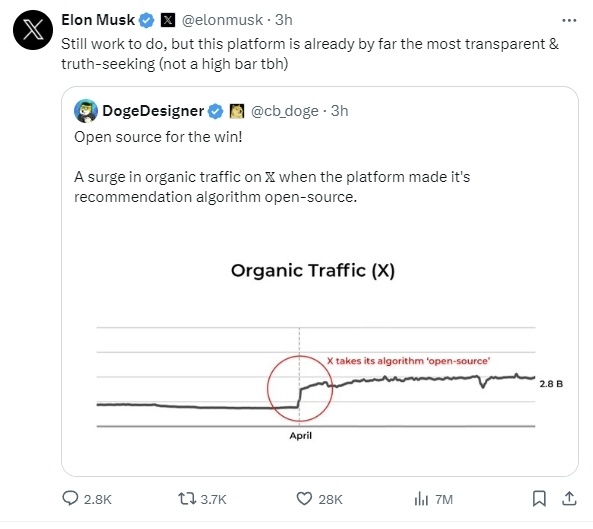 Elon Musk @elonmusk · 3h
Still work to do, but this platform is already by far the most transparent &
truth-seeking (not a high bar tbh)
DogeDesigner @cb_doge · 3h
Open source for the win!
A surge in organic traffic on 𝕏 when the platform made it's
recommendation algorithm open-source.
Organic Traffic (X)
X takes its algorithm 'open-source'
2.8 B
April
2.8K 3.7K 28K 7M